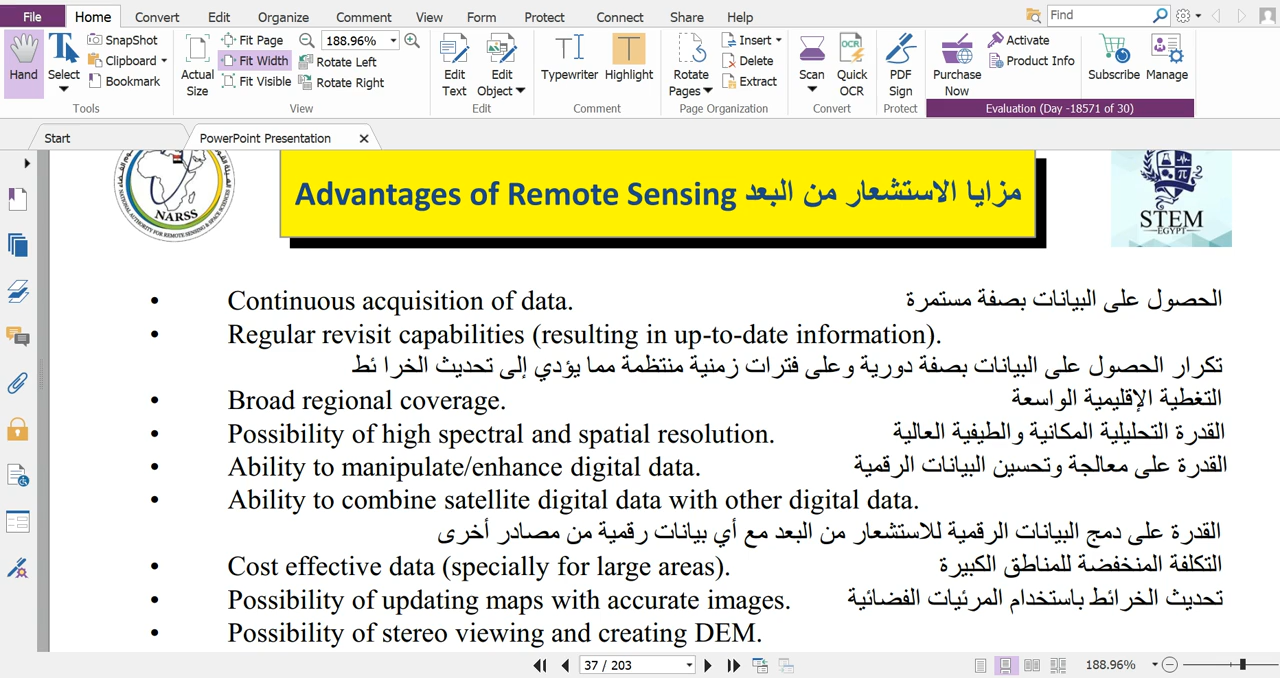 File Home Convert Edit Organize Comment View Form Protect Connect Share Help Find
SnapShot Fit Page 188.96% Insert Activate
Clipboard Fit Width Rotate Left Delete Product Info
Bookmark Fit Visible Rotate Right Extract
Hand Select Actual Size Edit Text Edit Object Typewriter Highlight Rotate Pages Scan Quick OCR PDF Sign Purchase Now Subscribe Manage
Tools View Edit Comment Page Organization Convert Protect Evaluation (Day -18571 of 30)
Start PowerPoint Presentation
NARSS
NATIONAL AUTHORITY FOR REMOTE SENSING & SPACE SCIENCES
Advantages of Remote Sensing مزايا الاستشعار من البعد
STEM
EGYPT
• Continuous acquisition of data. الحصول على البيانات بصفة مستمرة
• Regular revisit capabilities (resulting in up-to-date information).
تكرار الحصول على البيانات بصفة دورية وعلى فترات زمنية منتظمة مما يؤدي إلى تحديث الخرا ئط
• Broad regional coverage. التغطية الإقليمية الواسعة
• Possibility of high spectral and spatial resolution. القدرة التحليلية المكانية والطيفية العالية
• Ability to manipulate/enhance digital data. القدرة على معالجة وتحسين البيانات الرقمية
• Ability to combine satellite digital data with other digital data.
القدرة على دمج البيانات الرقمية للاستشعار من البعد مع أي بيانات رقمية من مصادر أخرى
• Cost effective data (specially for large areas). التكلفة المنخفضة للمناطق الكبيرة
• Possibility of updating maps with accurate images. تحديث الخرائط باستخدام المرئيات الفضائية
• Possibility of stereo viewing and creating DEM.
37 / 203 188.96%